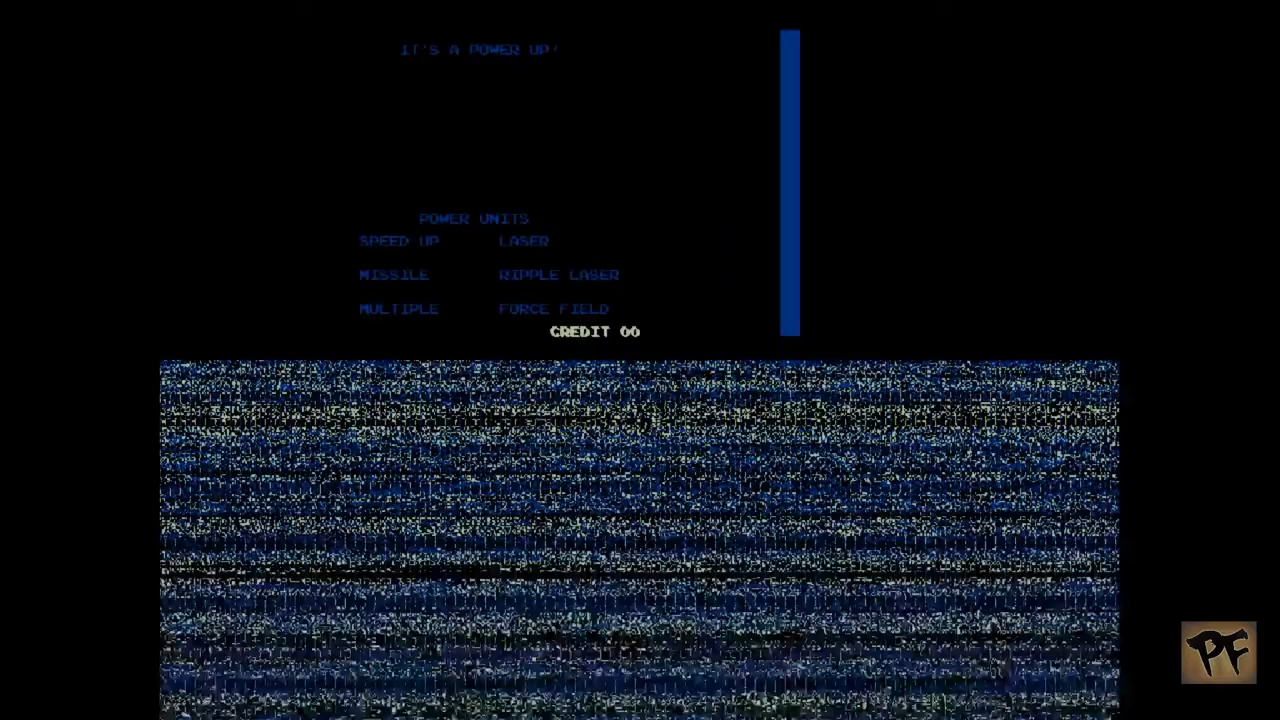 IT'S A POWER UP!
POWER UNITS
SPEED UP LASER
MISSILE RIPPLE LASER
MULTIPLE FORCE FIELD
CREDIT 00
PF